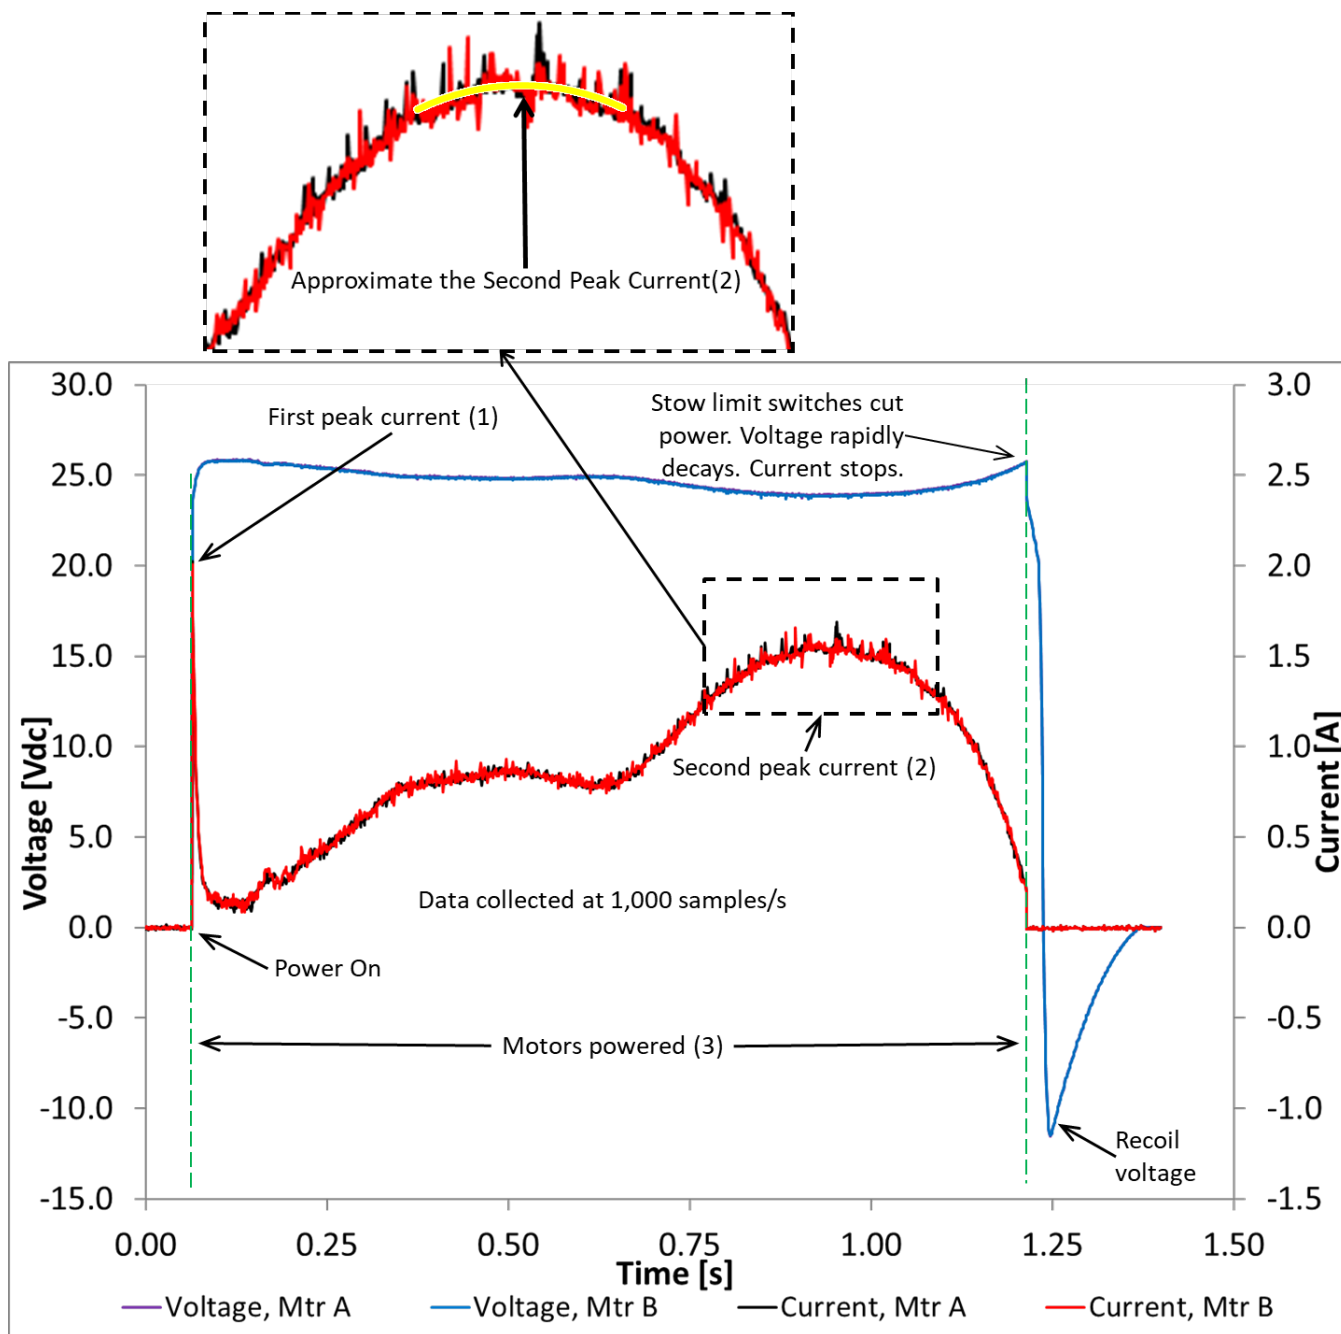 Approximate the Second Peak Current(2)
30.0
25.0
20.0
15.0
10.0
5.0
0.0
-5.0
-10.0
-15.0
Voltage [Vdc]
3.0
2.5
2.0
1.5
1.0
0.5
0.0
-0.5
-1.0
-1.5
Current [A]
First peak current (1)
Stow limit switches cut
power. Voltage rapidly
decays. Current stops.
Second peak current (2)
Data collected at 1,000 samples/s
Power On
Motors powered (3)
Recoil
voltage
0.00 0.25 0.50 0.75 1.00 1.25 1.50
Time [s]
Voltage, Mtr A Voltage, Mtr B Current, Mtr A Current, Mtr B